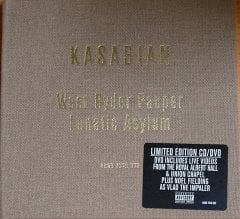 KASABIAN
West Ryder Pauper
Lunatic Asylum
LIMITED EDITION CD/DVD
DVD INCLUDES LIVE VIDEOS
FROM THE ROYAL ALBERT HALL
& UNION CHAPEL
PLUS NOEL FIELDING
AS VLAD THE IMPALER